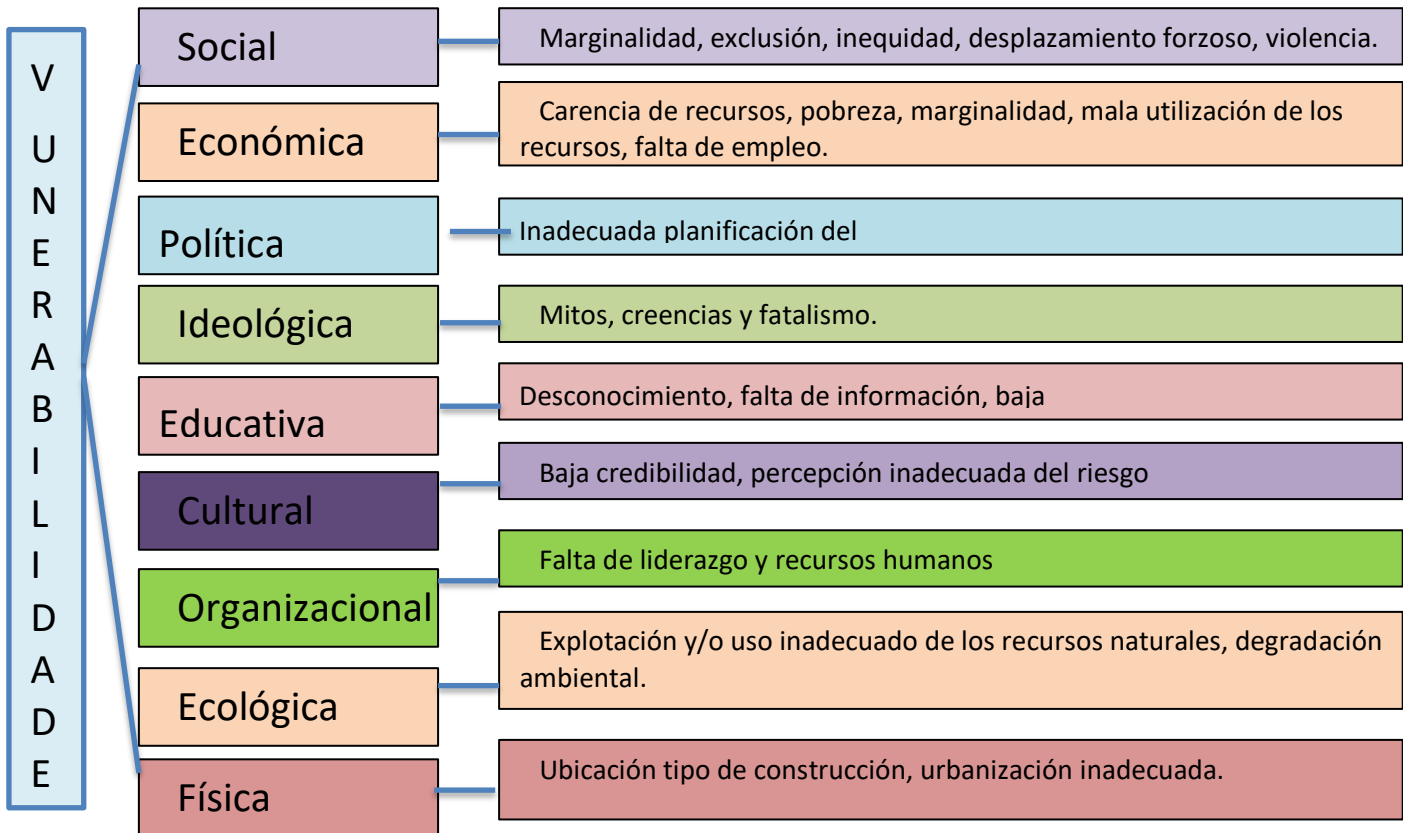 V
U
N
E
R
A
B
I
L
I
D
A
D
E
Social
Marginalidad, exclusión, inequidad, desplazamiento forzoso, violencia.
Económica
Carencia de recursos, pobreza, marginalidad, mala utilización de los
recursos, falta de empleo.
Política
Inadecuada planificación del
Ideológica
Mitos, creencias y fatalismo.
Educativa
Desconocimiento, falta de información, baja
Cultural
Baja credibilidad, percepción inadecuada del riesgo
Organizacional
Falta de liderazgo y recursos humanos
Ecológica
Explotación y/o uso inadecuado de los recursos naturales, degradación
ambiental.
Física
Ubicación tipo de construcción, urbanización inadecuada.